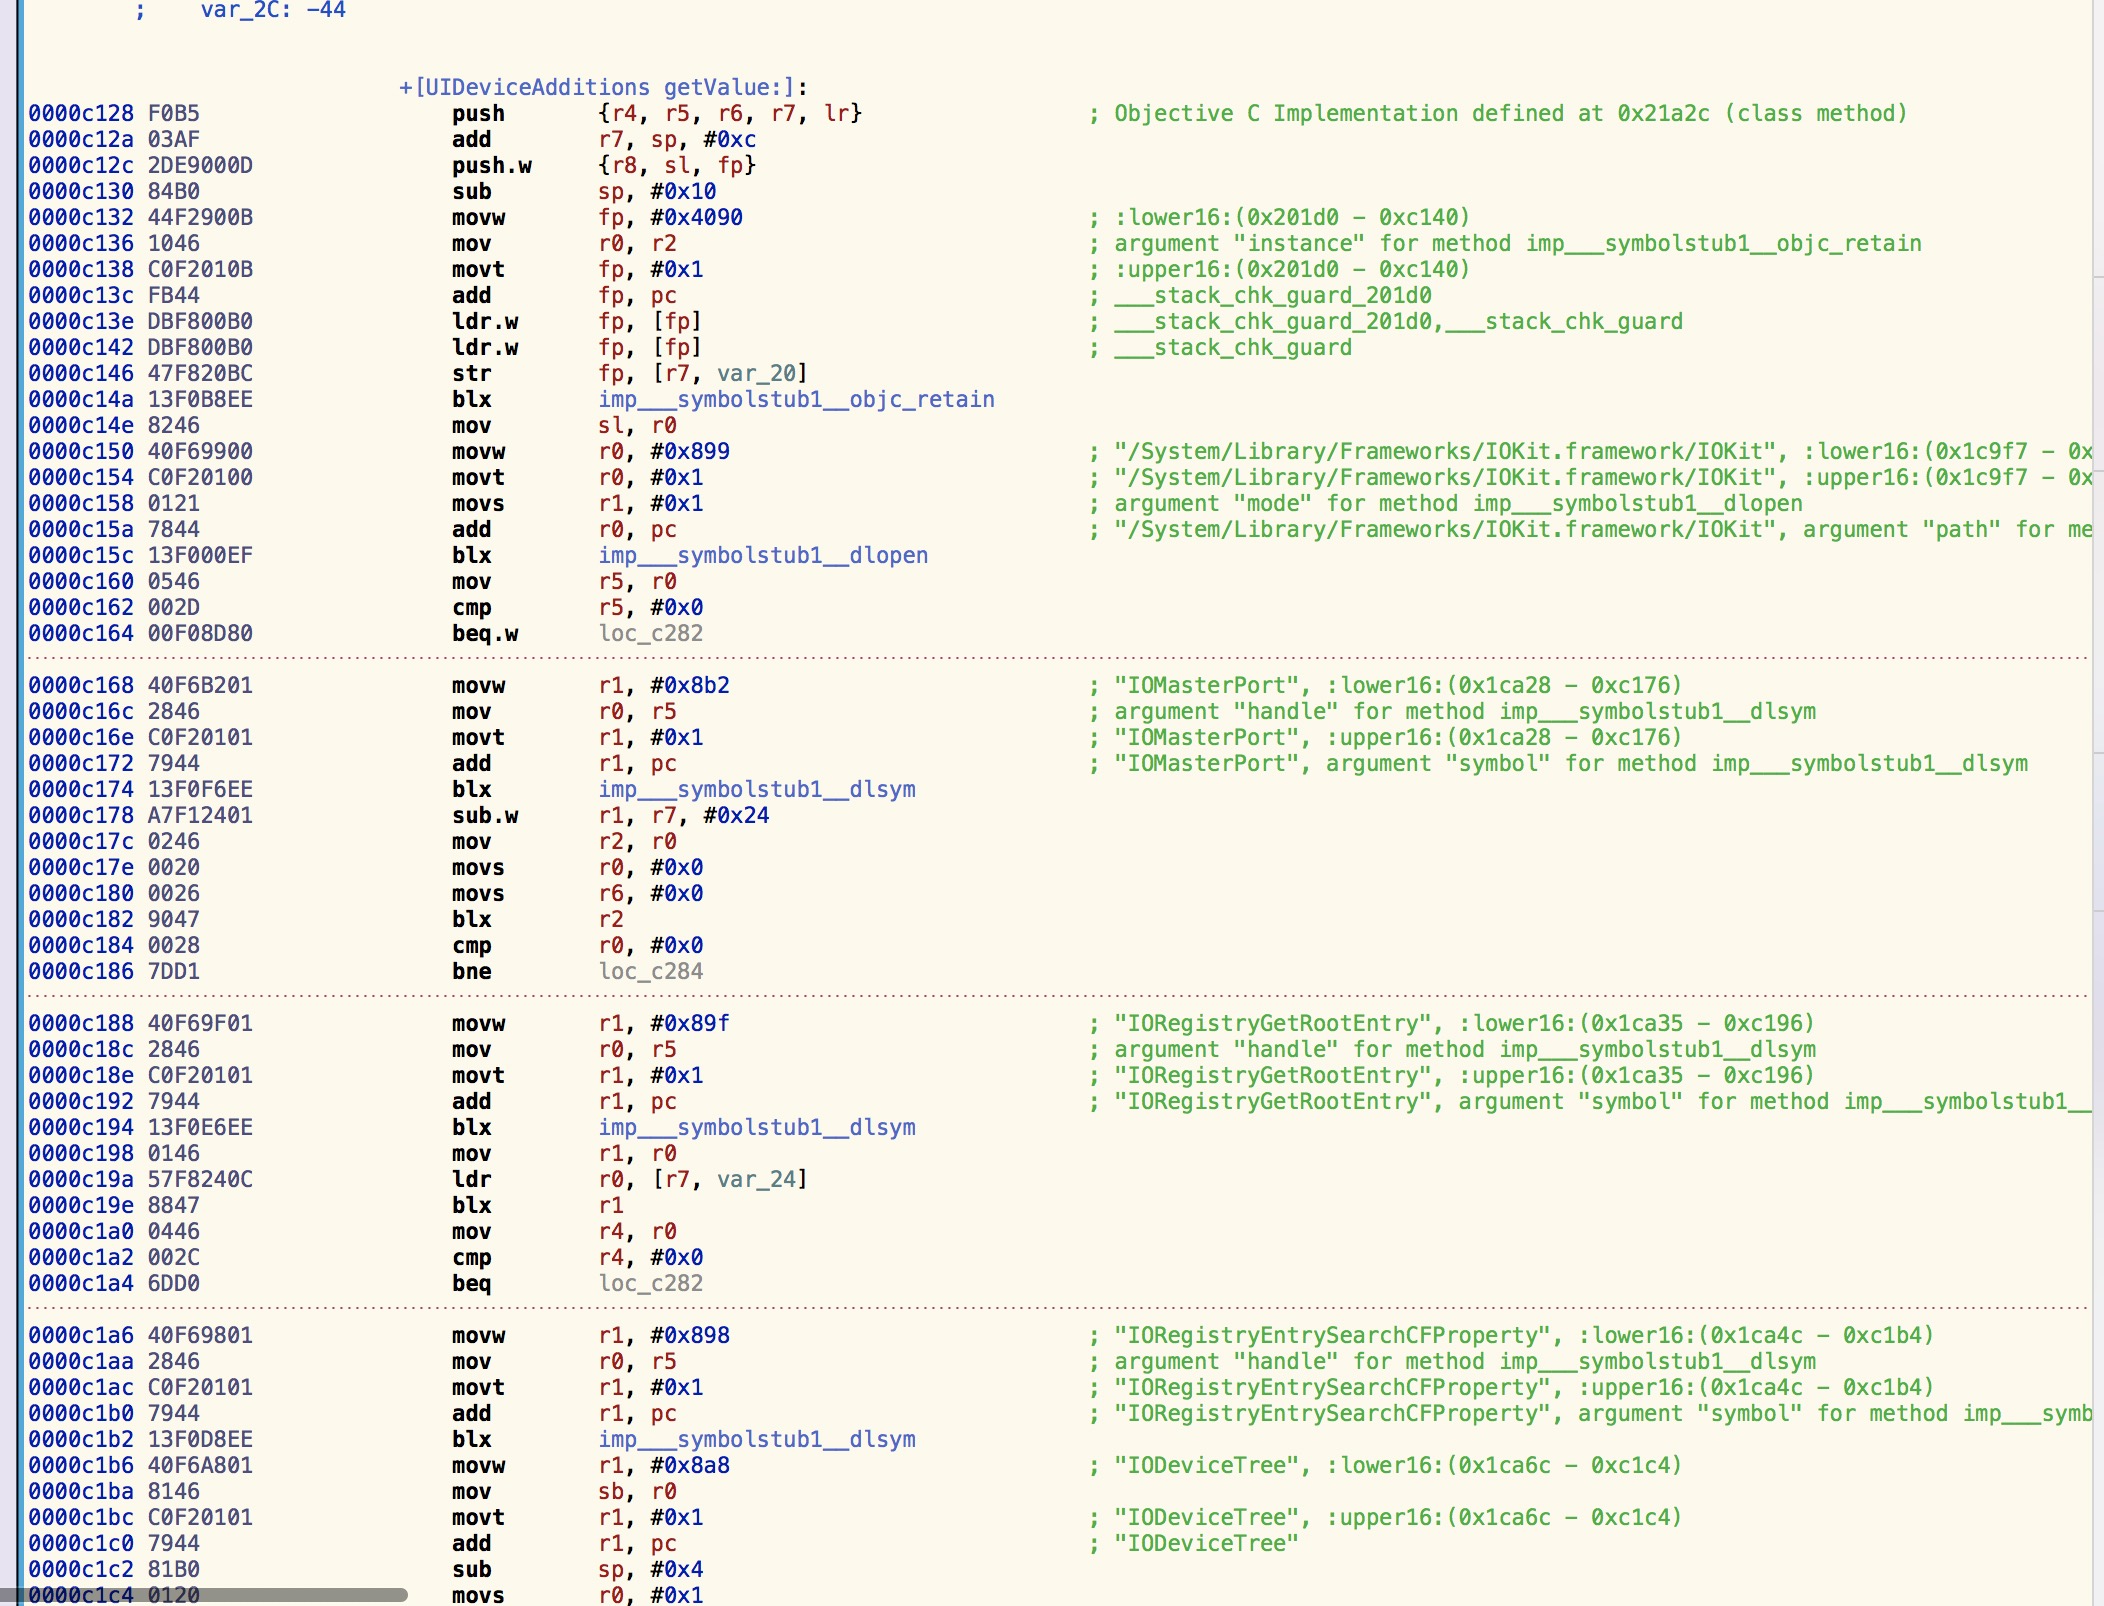 ; var_2C: -44
+[UIDeviceAdditions getValue:]:
0000c128 F0B5 push {r4, r5, r6, r7, lr} ; Objective C Implementation defined at 0x21a2c (class method)
0000c12a 03AF add r7, sp, #0xc
0000c12c 2DE9000D push.w {r8, sl, fp}
0000c130 84B0 sub sp, #0x10
0000c132 44F2900B movw fp, #0x4090 ; :lower16:(0x201d0 - 0xc140)
0000c136 1046 mov r0, r2 ; argument "instance" for method imp___symbolstub1__objc_retain
0000c138 C0F2010B movt fp, #0x1 ; :upper16:(0x201d0 - 0xc140)
0000c13c FB44 add fp, pc ; ___stack_chk_guard_201d0
0000c13e DBF800B0 ldr.w fp, [fp] ; ___stack_chk_guard_201d0,___stack_chk_guard
0000c142 DBF800B0 ldr.w fp, [fp] ; ___stack_chk_guard
0000c146 47F820BC str fp, [r7, var_20]
0000c14a 13F0B8EE blx imp___symbolstub1__objc_retain
0000c14e 8246 mov sl, r0
0000c150 40F69900 movw r0, #0x899 ; "/System/Library/Frameworks/IOKit.framework/IOKit", :lower16:(0x1c9f7 - 0x
0000c154 C0F20100 movt r0, #0x1 ; "/System/Library/Frameworks/IOKit.framework/IOKit", :upper16:(0x1c9f7 - 0x
0000c158 0121 movs r1, #0x1 ; argument "mode" for method imp___symbolstub1__dlopen
0000c15a 7844 add r0, pc ; "/System/Library/Frameworks/IOKit.framework/IOKit", argument "path" for me
0000c15c 13F000EF blx imp___symbolstub1__dlopen
0000c160 0546 mov r5, r0
0000c162 002D cmp r5, #0x0
0000c164 00F08D80 beq.w loc_c282
0000c168 40F6B201 movw r1, #0x8b2 ; "IOMasterPort", :lower16:(0x1ca28 - 0xc176)
0000c16c 2846 mov r0, r5 ; argument "handle" for method imp___symbolstub1__dlsym
0000c16e C0F20101 movt r1, #0x1 ; "IOMasterPort", :upper16:(0x1ca28 - 0xc176)
0000c172 7944 add r1, pc ; "IOMasterPort", argument "symbol" for method imp___symbolstub1__dlsym
0000c174 13F0F6EE blx imp___symbolstub1__dlsym
0000c178 A7F12401 sub.w r1, r7, #0x24
0000c17c 0246 mov r2, r0
0000c17e 0020 movs r0, #0x0
0000c180 0026 movs r6, #0x0
0000c182 9047 blx r2
0000c184 0028 cmp r0, #0x0
0000c186 7DD1 bne loc_c284
0000c188 40F69F01 movw r1, #0x89f ; "IORegistryGetRootEntry", :lower16:(0x1ca35 - 0xc196)
0000c18c 2846 mov r0, r5 ; argument "handle" for method imp___symbolstub1__dlsym
0000c18e C0F20101 movt r1, #0x1 ; "IORegistryGetRootEntry", :upper16:(0x1ca35 - 0xc196)
0000c192 7944 add r1, pc ; "IORegistryGetRootEntry", argument "symbol" for method imp___symbolstub1__
0000c194 13F0E6EE blx imp___symbolstub1__dlsym
0000c198 0146 mov r1, r0
0000c19a 57F8240C ldr r0, [r7, var_24]
0000c19e 8847 blx r1
0000c1a0 0446 mov r4, r0
0000c1a2 002C cmp r4, #0x0
0000c1a4 6DD0 beq loc_c282
0000c1a6 40F69801 movw r1, #0x898 ; "IORegistryEntrySearchCFProperty", :lower16:(0x1ca4c - 0xc1b4)
0000c1aa 2846 mov r0, r5 ; argument "handle" for method imp___symbolstub1__dlsym
0000c1ac C0F20101 movt r1, #0x1 ; "IORegistryEntrySearchCFProperty", :upper16:(0x1ca4c - 0xc1b4)
0000c1b0 7944 add r1, pc ; "IORegistryEntrySearchCFProperty", argument "symbol" for method imp___symb
0000c1b2 13F0D8EE blx imp___symbolstub1__dlsym
0000c1b6 40F6A801 movw r1, #0x8a8 ; "IODeviceTree", :lower16:(0x1ca6c - 0xc1c4)
0000c1ba 8146 mov sb, r0
0000c1bc C0F20101 movt r1, #0x1 ; "IODeviceTree", :upper16:(0x1ca6c - 0xc1c4)
0000c1c0 7944 add r1, pc ; "IODeviceTree"
0000c1c2 81B0 sub sp, #0x4
0000c1c4 0120 movs r0, #0x1